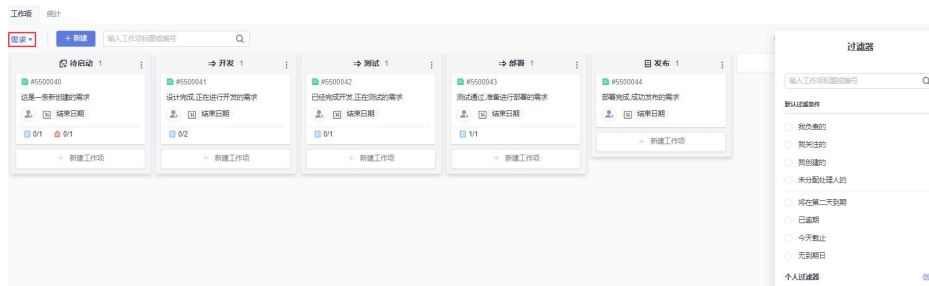 工作项 统计
需求 + 新建 输入工作项标题或编号
待启动 1
#5500040
这是一条新创建的需求
结束日期
0/1 0/1
+ 新建工作项
开发 1
#5500041
设计完成,正在进行开发的需求
结束日期
0/2
+ 新建工作项
测试 1
#5500042
已经完成开发,正在测试的需求
结束日期
0/1
+ 新建工作项
部署 1
#5500043
测试通过,准备进行部署的需求
结束日期
1/1
+ 新建工作项
发布 1
#5500044
部署完成,成功发布的需求
结束日期
+ 新建工作项
过滤器
输入工作项标题或编号
默认过滤条件
我负责的
我关注的
我创建的
未分配处理人的
将在第二天到期
已逾期
今天截止
无到期日
个人过滤器